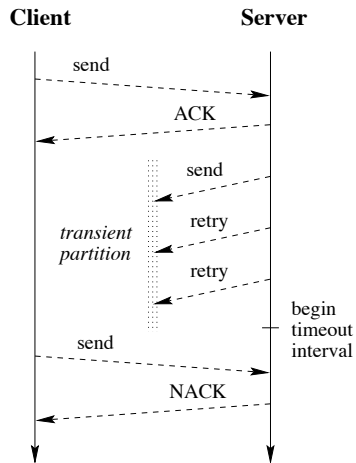 Client
Server
send
ACK
send
transient
partition
retry
retry
begin
timeout
interval
send
NACK